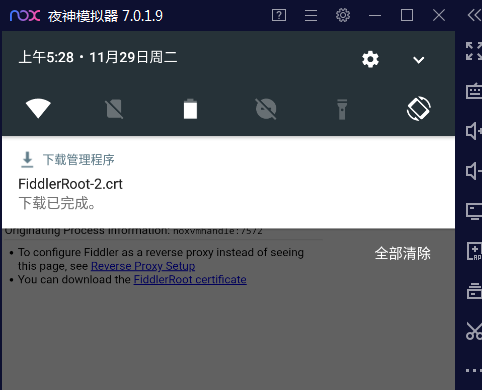 nox 夜神模拟器 7.0.1.9
上午5:28 • 11月29日周二
下载管理程序
FiddlerRoot-2.crt
下载已完成。
Originating Process Information: noxvmhandle:7572
• To configure Fiddler as a reverse proxy instead of seeing
this page, see Reverse Proxy Setup
• You can download the FiddlerRoot certificate
全部清除